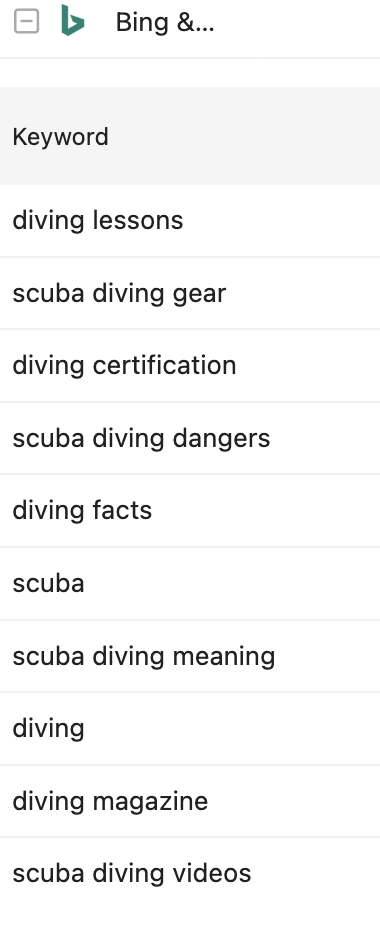 Bing &...
Keyword
diving lessons
scuba diving gear
diving certification
scuba diving dangers
diving facts
scuba
scuba diving meaning
diving
diving magazine
scuba diving videos